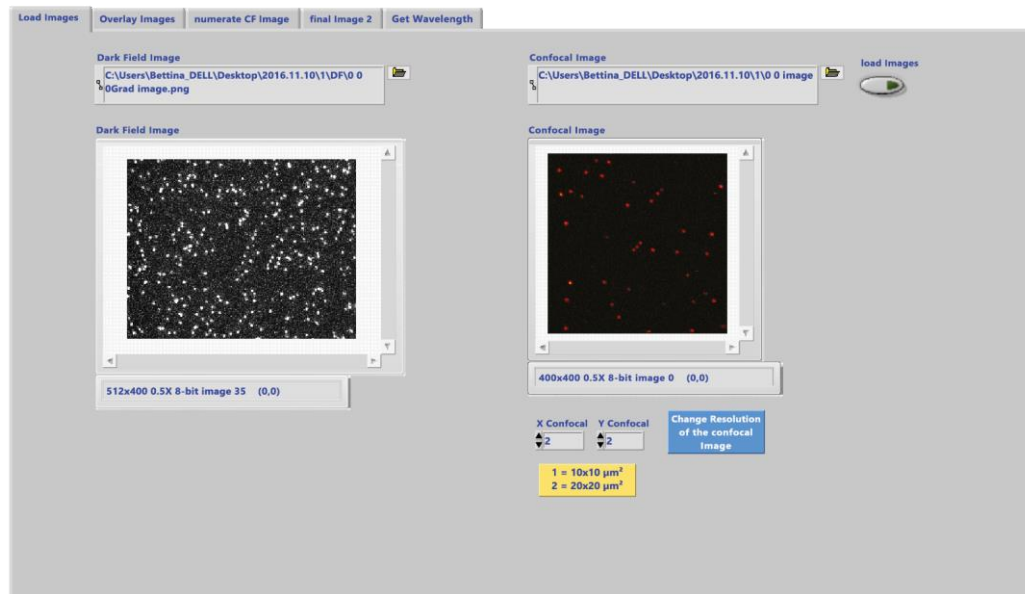 Load Images
Overlay Images
numerate CF Image
final Image 2
Get Wavelength
Dark Field Image
C:\Users\Bettina_DELL\Desktop\2016.11.10\1\DF\0 0
0Grad image.png
Confocal Image
C:\Users\Bettina_DELL\Desktop\2016.11.10\1\0 0 image
load Images
Dark Field Image
Confocal Image
512x400 0.5X 8-bit image 35 (0,0)
400x400 0.5X 8-bit image 0 (0,0)
X Confocal
Y Confocal
2
2
Change Resolution
of the confocal
Image
1 = 10x10 µm²
2 = 20x20 µm²